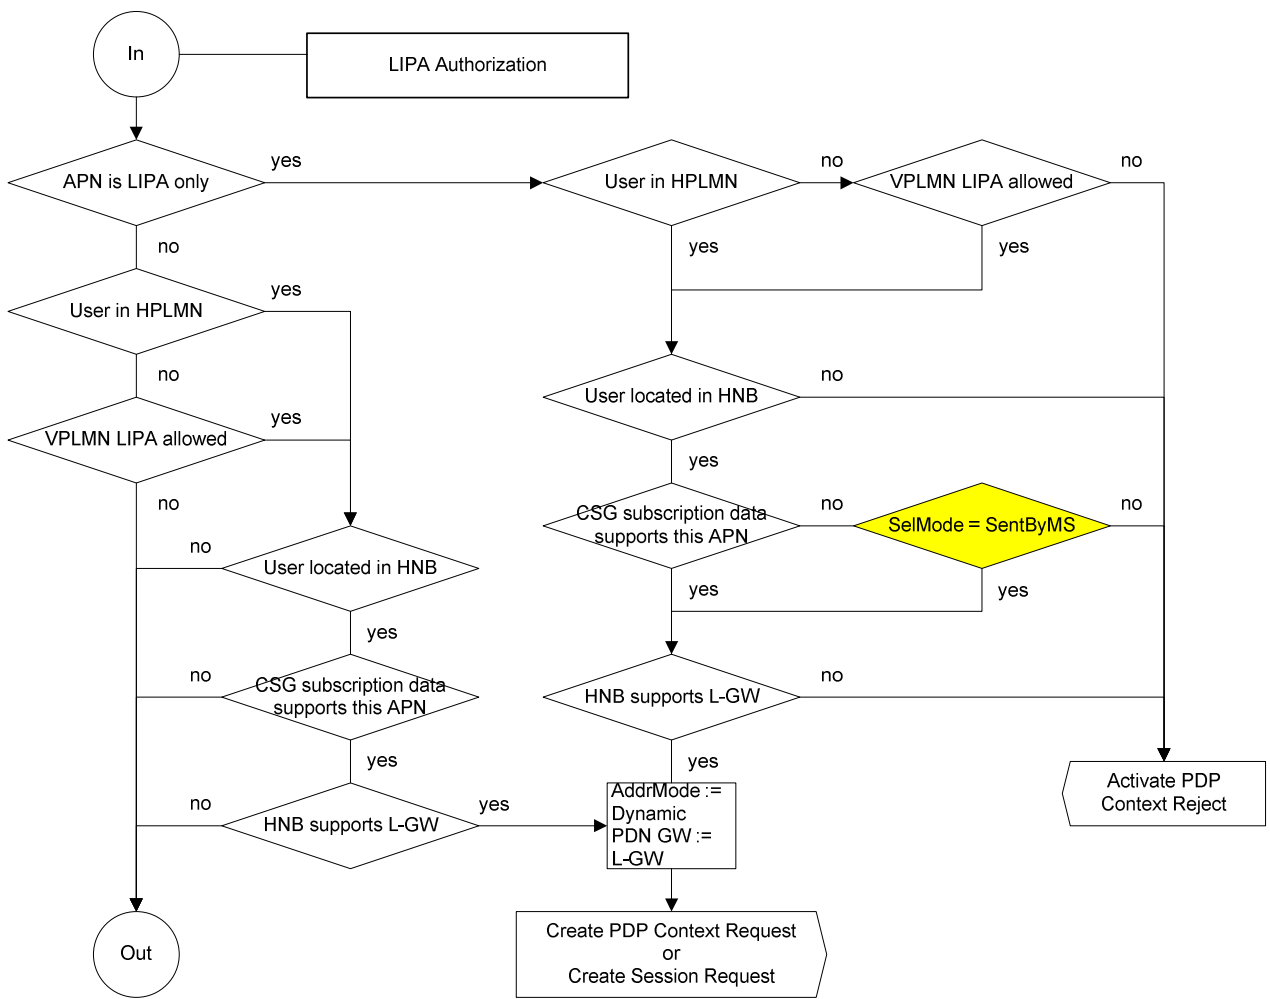 In
LIPA Authorization
APN is LIPA only
yes
User in HPLMN
no
VPLMN LIPA allowed
no
no
yes
yes
User in HPLMN
yes
no
User located in HNB
no
VPLMN LIPA allowed
yes
yes
no
CSG subscription data
supports this APN
no
SelMode = SentByMS
no
no
User located in HNB
yes
yes
yes
no
CSG subscription data
supports this APN
HNB supports L-GW
no
yes
yes
no
HNB supports L-GW
yes
AddrMode :=
Dynamic
PDN GW :=
L-GW
Activate PDP
Context Reject
Out
Create PDP Context Request
or
Create Session Request